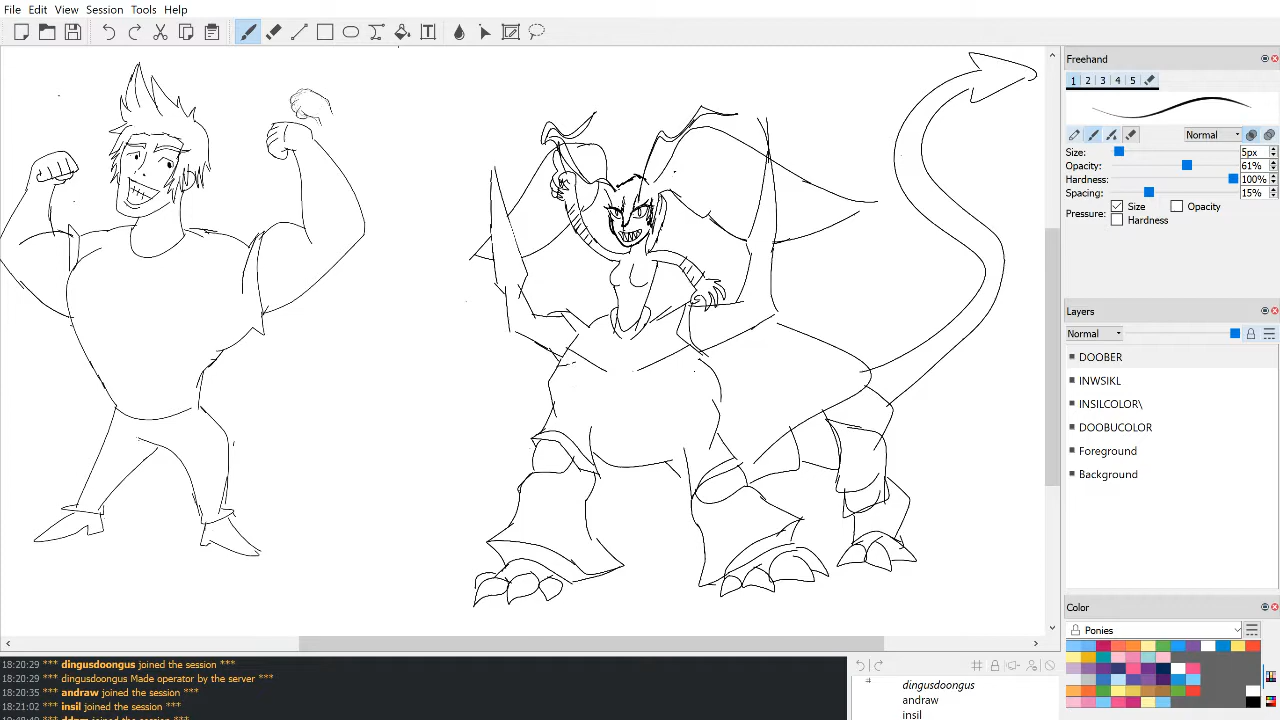 File Edit View Session Tools Help
Freehand
1 2 3 4 5
Normal
Size: 5px
Opacity: 61%
Hardness: 100%
Spacing: 15%
Pressure: Size Opacity
Hardness
Layers
Normal
DOOBER
INWSIKL
INSILCOLOR\
DOOBUCOLOR
Foreground
Background
Color
Ponies
18:20:29 *** dingusdoongus joined the session ***
18:20:29 *** dingusdoongus Made operator by the server ***
18:20:35 *** andraw joined the session ***
18:21:02 *** insil joined the session ***
dingusdoongus
andraw
insil